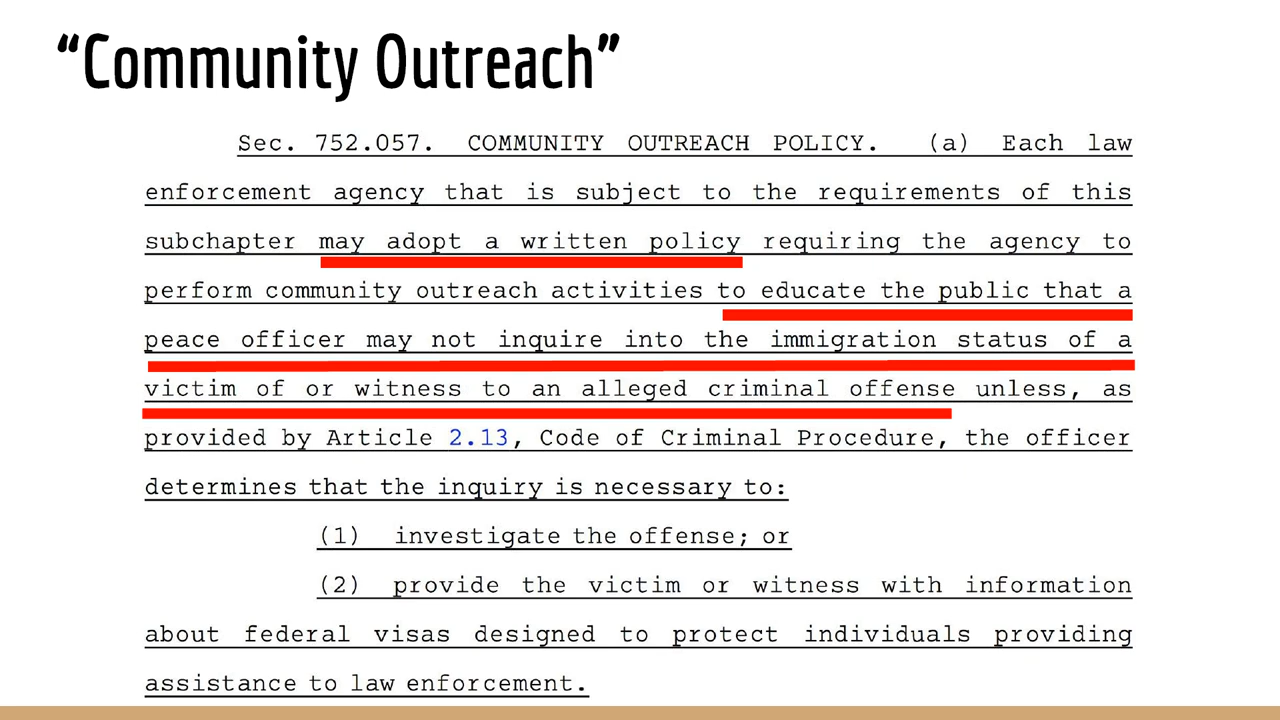 “Community Outreach”
Sec. 752.057. COMMUNITY OUTREACH POLICY. (a) Each law
enforcement agency that is subject to the requirements of this
subchapter may adopt a written policy requiring the agency to
perform community outreach activities to educate the public that a
peace officer may not inquire into the immigration status of a
victim of or witness to an alleged criminal offense unless, as
provided by Article 2.13, Code of Criminal Procedure, the officer
determines that the inquiry is necessary to:
(1) investigate the offense; or
(2) provide the victim or witness with information
about federal visas designed to protect individuals providing
assistance to law enforcement.